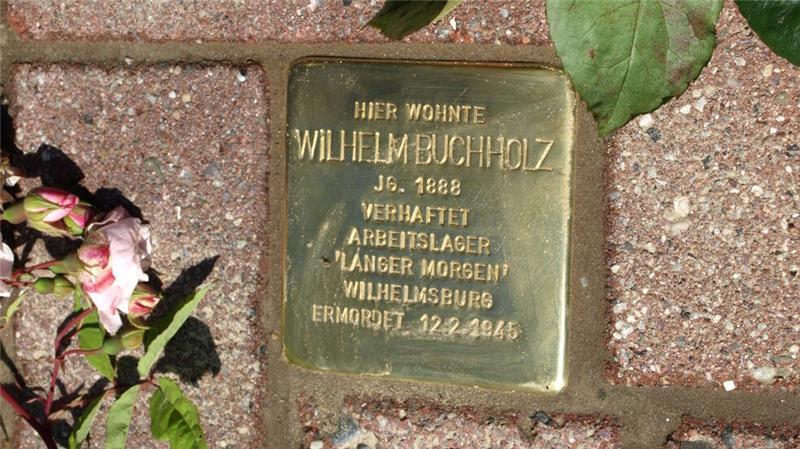 HIER WOHNTE
WILHELM BUCHHOLZ
JG. 1888
VERHAFTET
ARBEITSLAGER
'LANGER MORGEN'
WILHELMSBURG
ERMORDET 12.2.1945